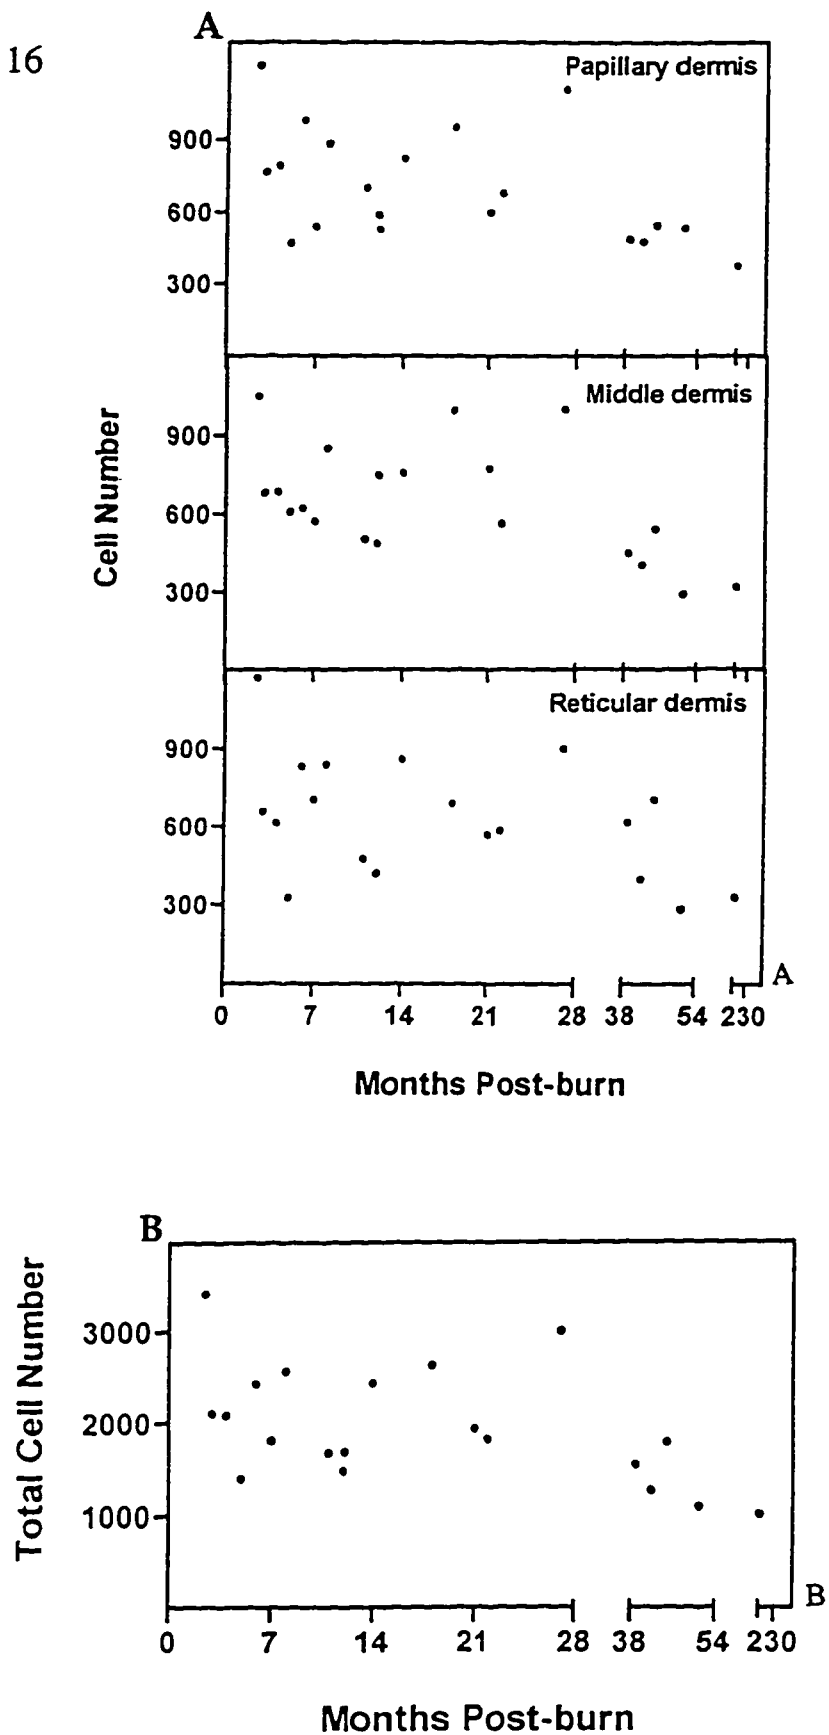 A
16
Papillary dermis
900
600
300
Middle dermis
900
600
300
Cell Number
Reticular dermis
900
600
300
A
0 7 14 21 28 38 54 230
Months Post-burn
B
3000
2000
1000
Total Cell Number
B
0 7 14 21 28 38 54 230
Months Post-burn